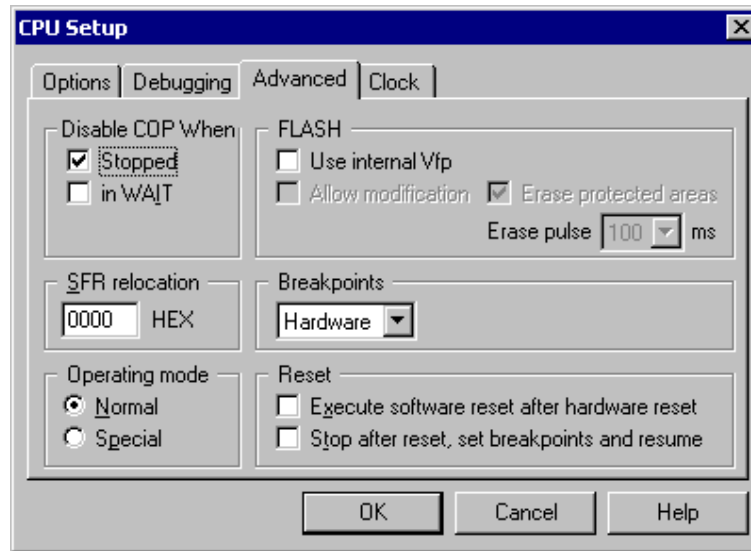 CPU Setup
Options Debugging Advanced Clock
Disable COP When
Stopped
in WAIT
FLASH
Use internal Vfp
Allow modification Erase protected areas
Erase pulse 100 ms
SFR relocation
0000 HEX
Breakpoints
Hardware
Operating mode
Normal
Special
Reset
Execute software reset after hardware reset
Stop after reset, set breakpoints and resume
OK Cancel Help